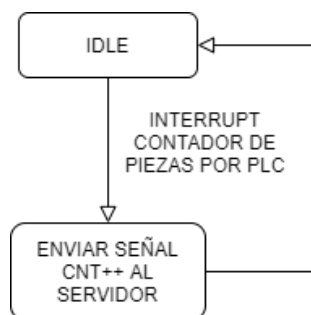 IDLE
INTERRUPT
CONTADOR DE
PIEZAS POR PLC
ENVIAR SEÑAL
CNT++ AL
SERVIDOR